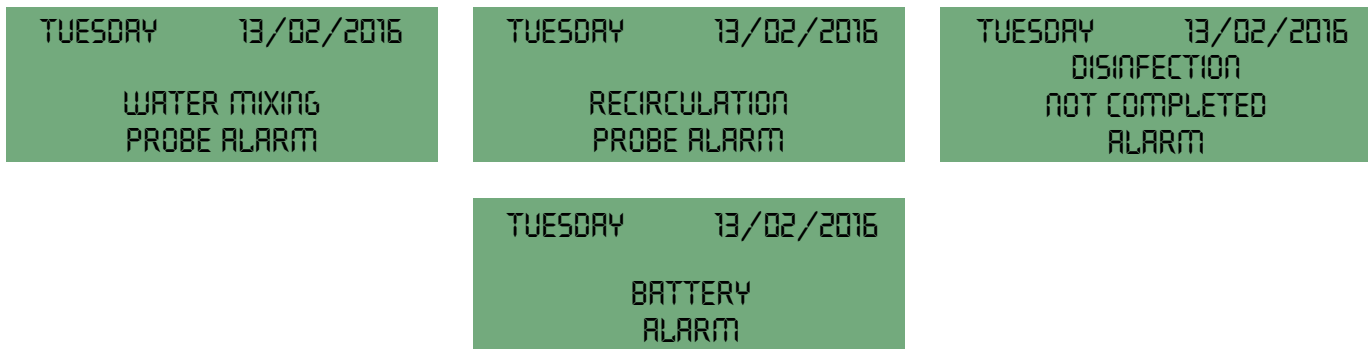 TUESDAY 13/02/2016
WATER MIXING
PROBE ALARM
TUESDAY 13/02/2016
RECIRCULATION
PROBE ALARM
TUESDAY 13/02/2016
DISINFECTION
NOT COMPLETED
ALARM
TUESDAY 13/02/2016
BATTERY
ALARM